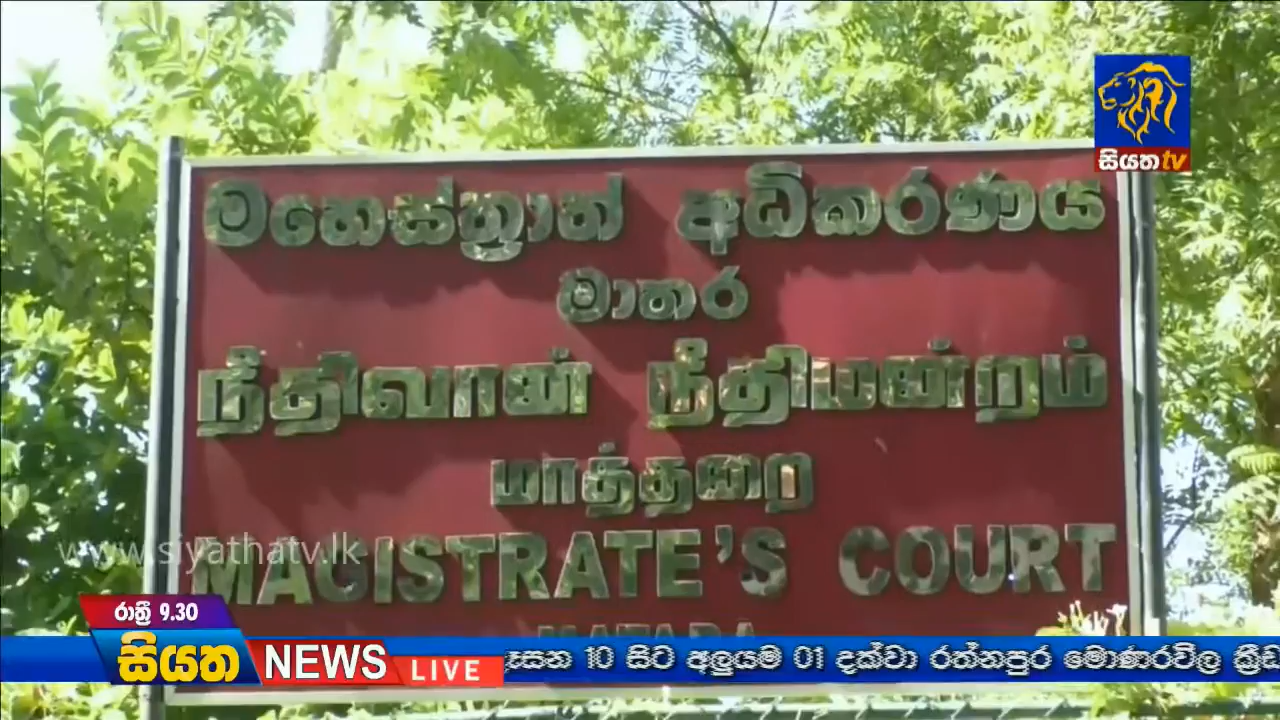 සියත tv
මහෙස්ත්‍රාත් අධිකරණය
මාතර
நீதிவான் நீதிமன்றம்
மாத்தறை
www.siyathatv.lk
MAGISTRATE'S COURT
MATARA
රාත්‍රී 9.30
සියත NEWS LIVE
10 සිට අලුයම 01 දක්වා රත්නපුර මොණරවිල